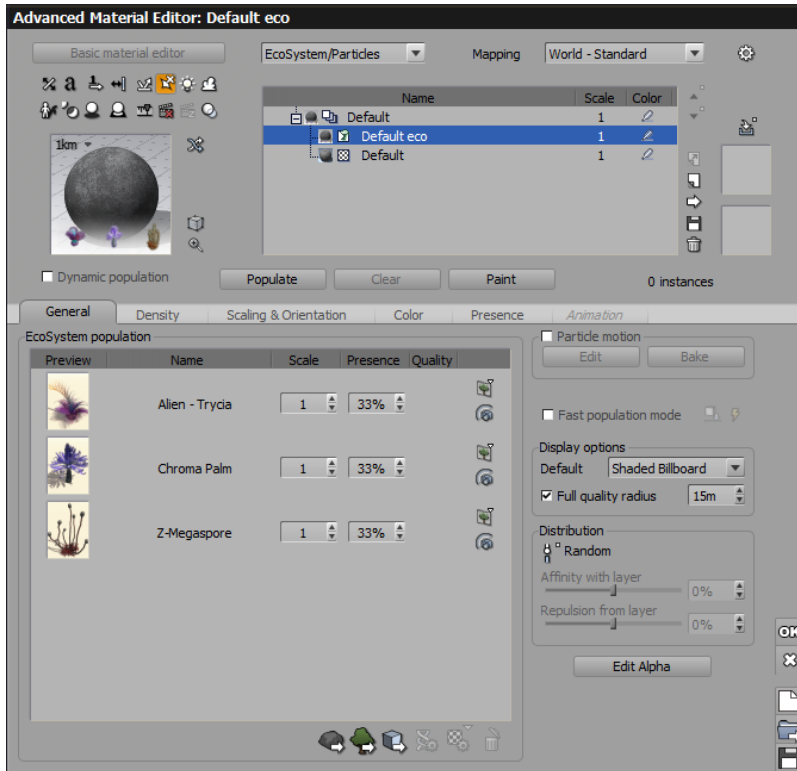 Advanced Material Editor: Default eco
Basic material editor
EcoSystem/Particles
Mapping
World - Standard
Name Scale Color
Default 1
Default eco 1
Default 1
1km
Dynamic population
Populate
Clear
Paint
0 instances
General
Density
Scaling & Orientation
Color
Presence
Animation
EcoSystem population
Preview Name Scale Presence Quality
Alien - Trycia 1 33%
Chroma Palm 1 33%
Z-Megaspore 1 33%
Particle motion
Edit
Bake
Fast population mode
Display options
Default Shaded Billboard
Full quality radius 15m
Distribution
Random
Affinity with layer
0%
Repulsion from layer
0%
Edit Alpha
OK